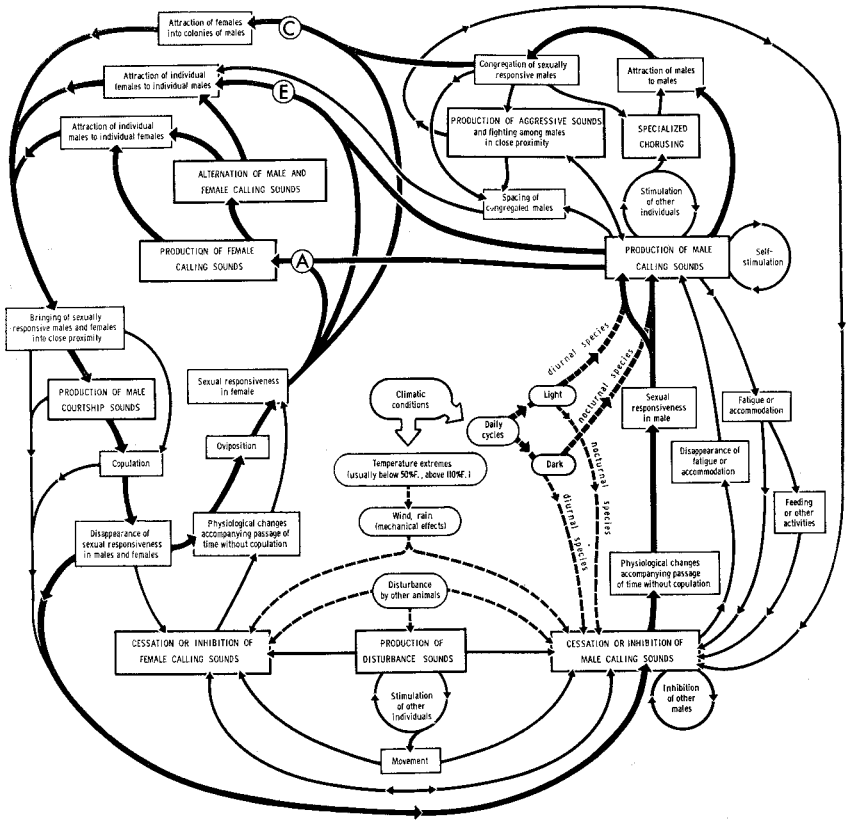 Attraction of females
into colonies of males
C
Attraction of individual
females to individual males
E
Attraction of individual
males to individual females
ALTERNATION OF MALE AND
FEMALE CALLING SOUNDS
PRODUCTION OF FEMALE
CALLING SOUNDS
A
Congregation of sexually
responsive males
Attraction of males
to males
PRODUCTION OF AGGRESSIVE SOUNDS
and fighting among males
in close proximity
SPECIALIZED
CHORUSING
Spacing of
congregated males
Stimulation
of other
individuals
PRODUCTION OF MALE
CALLING SOUNDS
Self-
stimulation
Bringing of sexually
responsive males and females
into close proximity
PRODUCTION OF MALE
COURTSHIP SOUNDS
Copulation
Disappearance of
sexual responsiveness
in males and females
Sexual responsiveness
in female
Oviposition
Physiological changes
accompanying passage of
time without copulation
Climatic
conditions
Daily
cycles
Light
Dark
diurnal species
nocturnal species
nocturnal species
diurnal species
Temperature extremes
(usually below 50°F., above 110°F.)
Wind, rain
(mechanical effects)
Disturbance
by other animals
Sexual
responsiveness
in male
Fatigue or
accommodation
Disappearance of
fatigue or
accommodation
Feeding
or other
activities
Physiological changes
accompanying passage
of time without copulation
CESSATION OR INHIBITION OF
FEMALE CALLING SOUNDS
PRODUCTION OF
DISTURBANCE SOUNDS
CESSATION OR INHIBITION OF
MALE CALLING SOUNDS
Stimulation
of other
individuals
Inhibition
of other
males
Movement